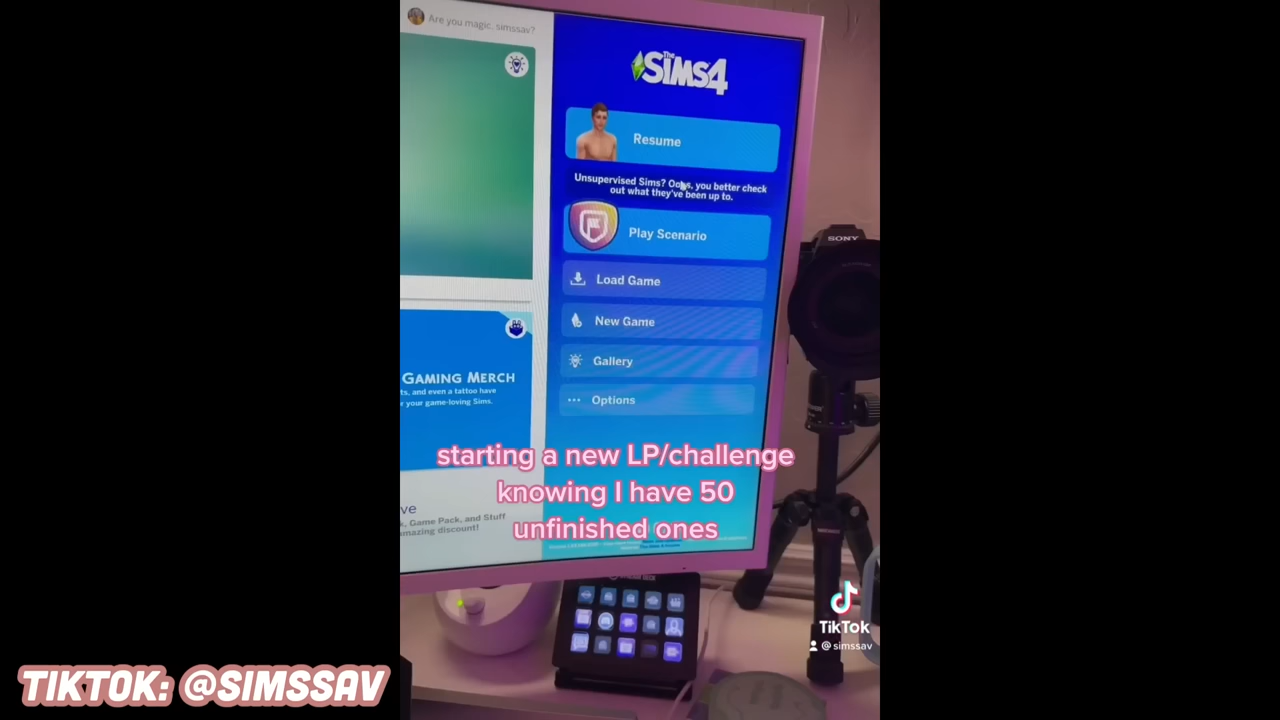 Are you magic, simssav?
The
SIMS4
Resume
Unsupervised Sims? Oops, you better check
out what they've been up to.
Play Scenario
Load Game
New Game
Gallery
Options
GAMING MERCH
ts, and even a tattoo have
r your game-loving Sims.
starting a new LP/challenge
knowing I have 50
unfinished ones
ve
k, Game Pack, and Stuff
amazing discount!
SONY
TikTok
@simssav
TIKTOK: @SIMSSAV